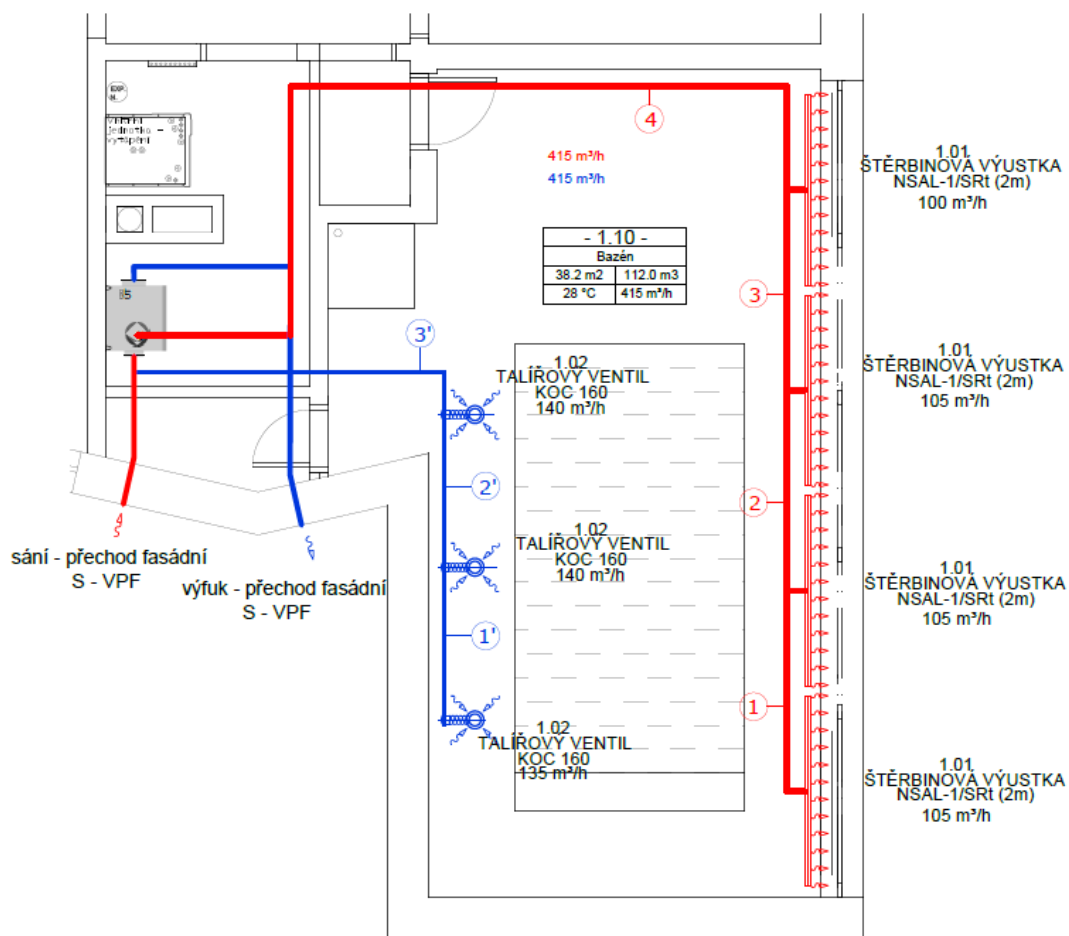 EXP.
N.
VNITŘNÍ
jednotka -
vytápění
4
415 m³/h
415 m³/h
- 1.10 -
Bazén
38.2 m2 112.0 m3
28 °C 415 m³/h
1.01
ŠTĚRBINOVÁ VÝUSTKA
NSAL-1/SRt (2m)
100 m³/h
3
3'
1.02
TALÍŘOVÝ VENTIL
KOC 160
140 m³/h
1.01
ŠTĚRBINOVÁ VÝUSTKA
NSAL-1/SRt (2m)
105 m³/h
2'
2
sání - přechod fasádní
S - VPF
výfuk - přechod fasádní
S - VPF
1.02
TALÍŘOVÝ VENTIL
KOC 160
140 m³/h
1.01
ŠTĚRBINOVÁ VÝUSTKA
NSAL-1/SRt (2m)
105 m³/h
1'
1
1.02
TALÍŘOVÝ VENTIL
KOC 160
135 m³/h
1.01
ŠTĚRBINOVÁ VÝUSTKA
NSAL-1/SRt (2m)
105 m³/h